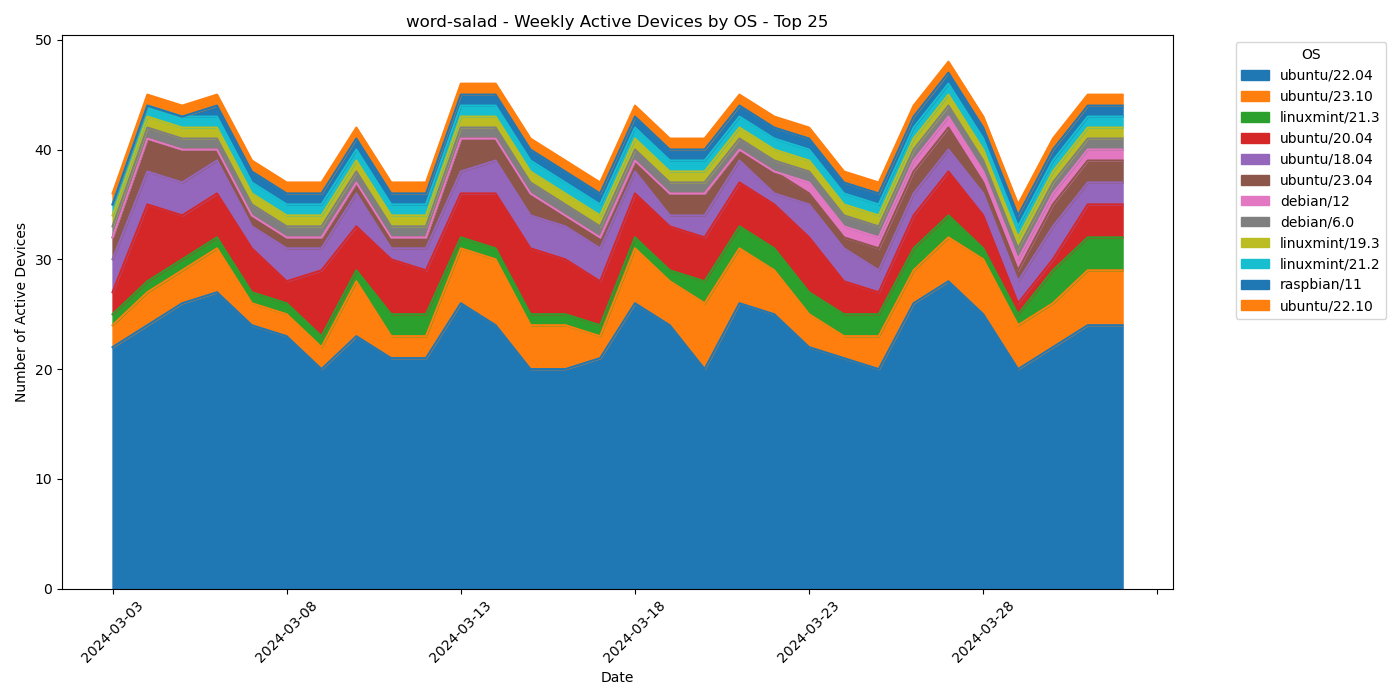 word-salad - Weekly Active Devices by OS - Top 25
50
40
30
20
10
0
Number of Active Devices
2024-03-03
2024-03-08
2024-03-13
2024-03-18
2024-03-23
2024-03-28
Date
OS
ubuntu/22.04
ubuntu/23.10
linuxmint/21.3
ubuntu/20.04
ubuntu/18.04
ubuntu/23.04
debian/12
debian/6.0
linuxmint/19.3
linuxmint/21.2
raspbian/11
ubuntu/22.10